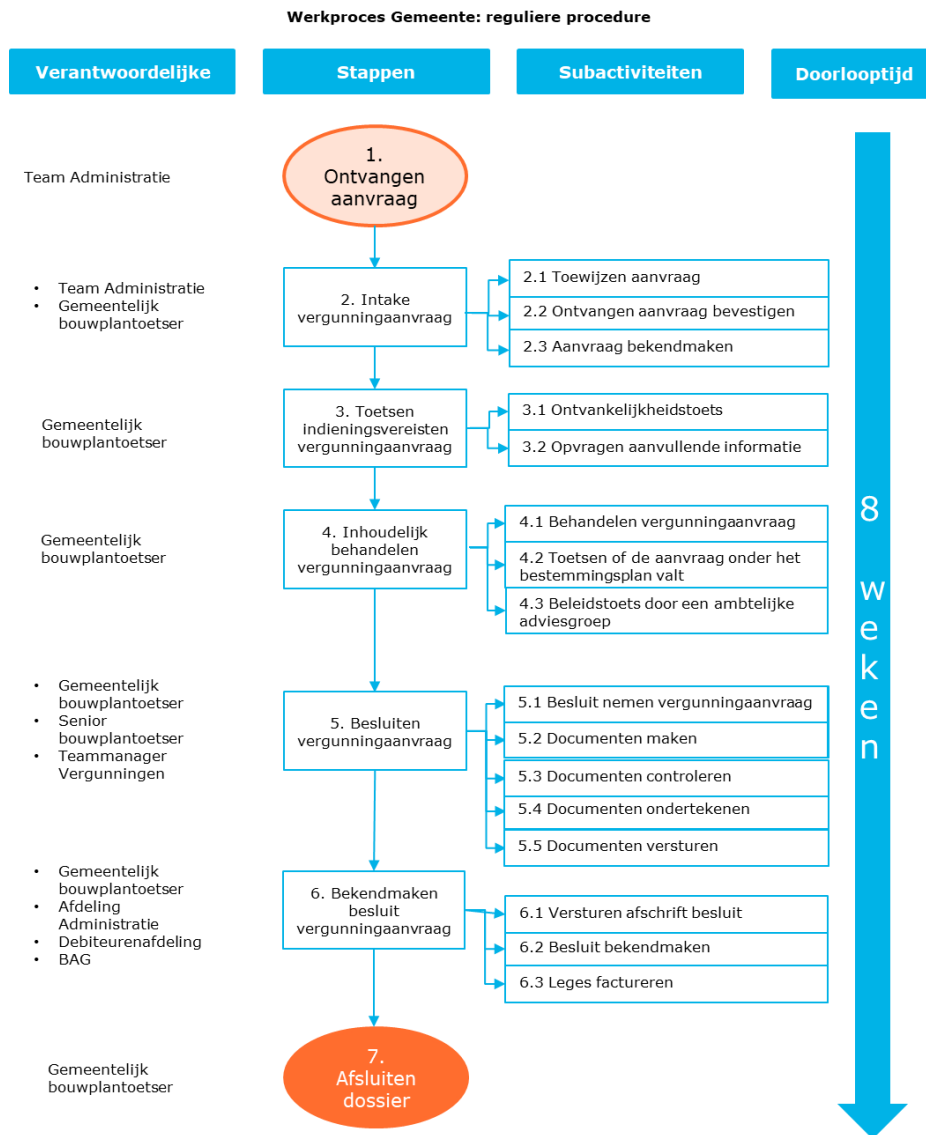 Werkproces Gemeente: reguliere procedure
Verantwoordelijke
Stappen
Subactiviteiten
Doorlooptijd
Team Administratie
1.
Ontvangen
aanvraag
• Team Administratie
• Gemeentelijk
bouwplantoetser
2. Intake
vergunningaanvraag
2.1 Toewijzen aanvraag
2.2 Ontvangen aanvraag bevestigen
2.3 Aanvraag bekendmaken
Gemeentelijk
bouwplantoetser
3. Toetsen
indieningsvereisten
vergunningaanvraag
3.1 Ontvankelijkheidstoets
3.2 Opvragen aanvullende informatie
Gemeentelijk
bouwplantoetser
4. Inhoudelijk
behandelen
vergunningaanvraag
4.1 Behandelen vergunningaanvraag
4.2 Toetsen of de aanvraag onder het
bestemmingsplan valt
4.3 Beleidstoets door een ambtelijke
adviesgroep
• Gemeentelijk
bouwplantoetser
• Senior
bouwplantoetser
• Teammanager
Vergunningen
5. Besluiten
vergunningaanvraag
5.1 Besluit nemen vergunningaanvraag
5.2 Documenten maken
5.3 Documenten controleren
5.4 Documenten ondertekenen
5.5 Documenten versturen
• Gemeentelijk
bouwplantoetser
• Afdeling
Administratie
• Debiteurenafdeling
• BAG
6. Bekendmaken
besluit
vergunningaanvraag
6.1 Versturen afschrift besluit
6.2 Besluit bekendmaken
6.3 Leges factureren
Gemeentelijk
bouwplantoetser
7.
Afsluiten
dossier
8 weken